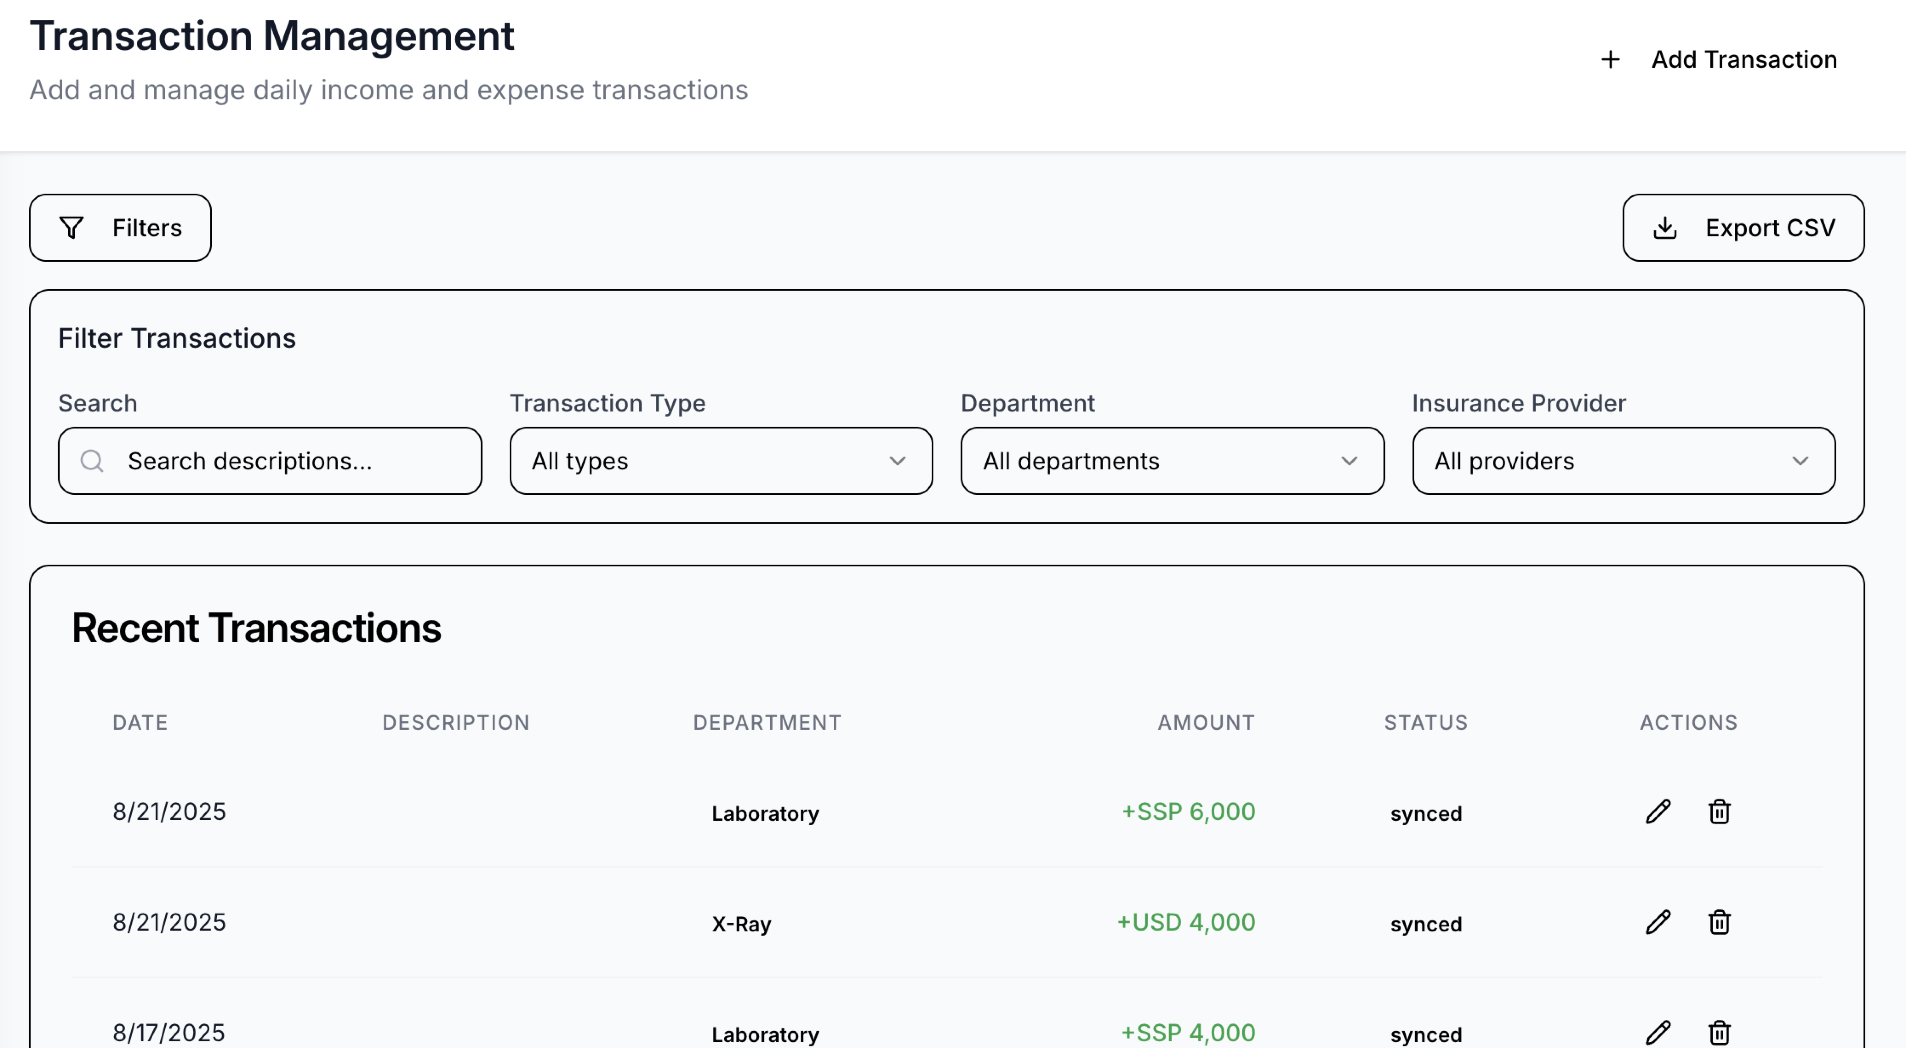 Transaction Management
Add and manage daily income and expense transactions
+ Add Transaction
Filters
Export CSV
Filter Transactions
Search
Transaction Type
Department
Insurance Provider
Search descriptions...
All types
All departments
All providers
Recent Transactions
DATE DESCRIPTION DEPARTMENT AMOUNT STATUS ACTIONS
8/21/2025 Laboratory +SSP 6,000 synced
8/21/2025 X-Ray +USD 4,000 synced
8/17/2025 Laboratory +SSP 4,000 synced